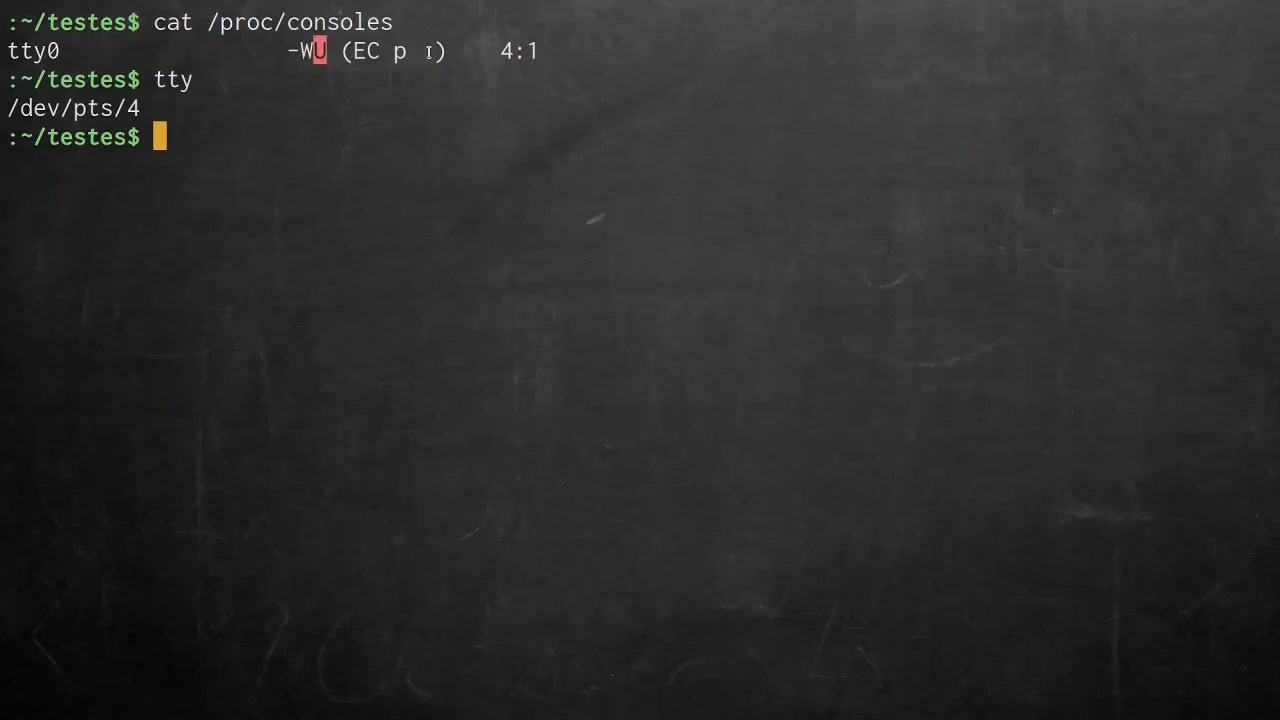 :~/testes$ cat /proc/consoles
tty0                 -WU (EC p  )    4:1
:~/testes$ tty
/dev/pts/4
:~/testes$